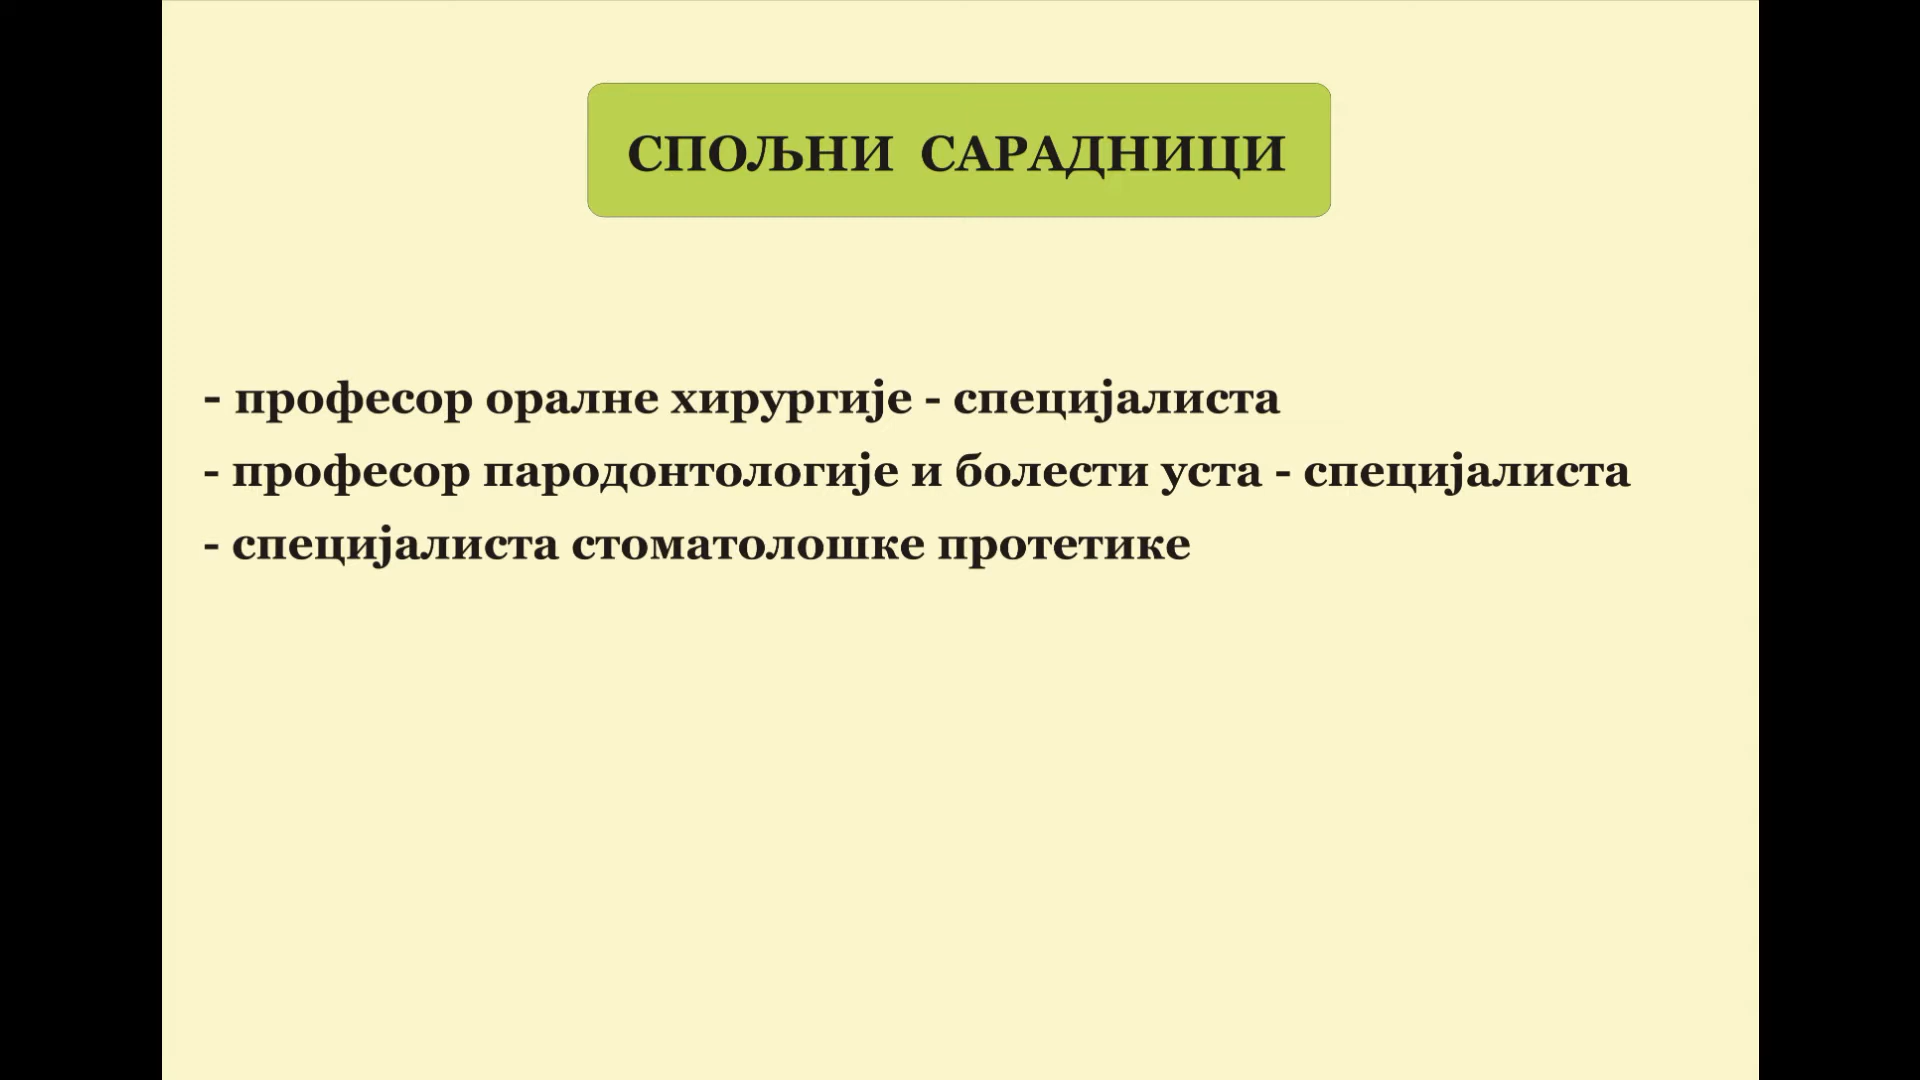 СПОЉНИ САРАДНИЦИ
- професор оралне хирургије - специјалиста
- професор пародонтологије и болести уста - специјалиста
- специјалиста стоматолошке протетике